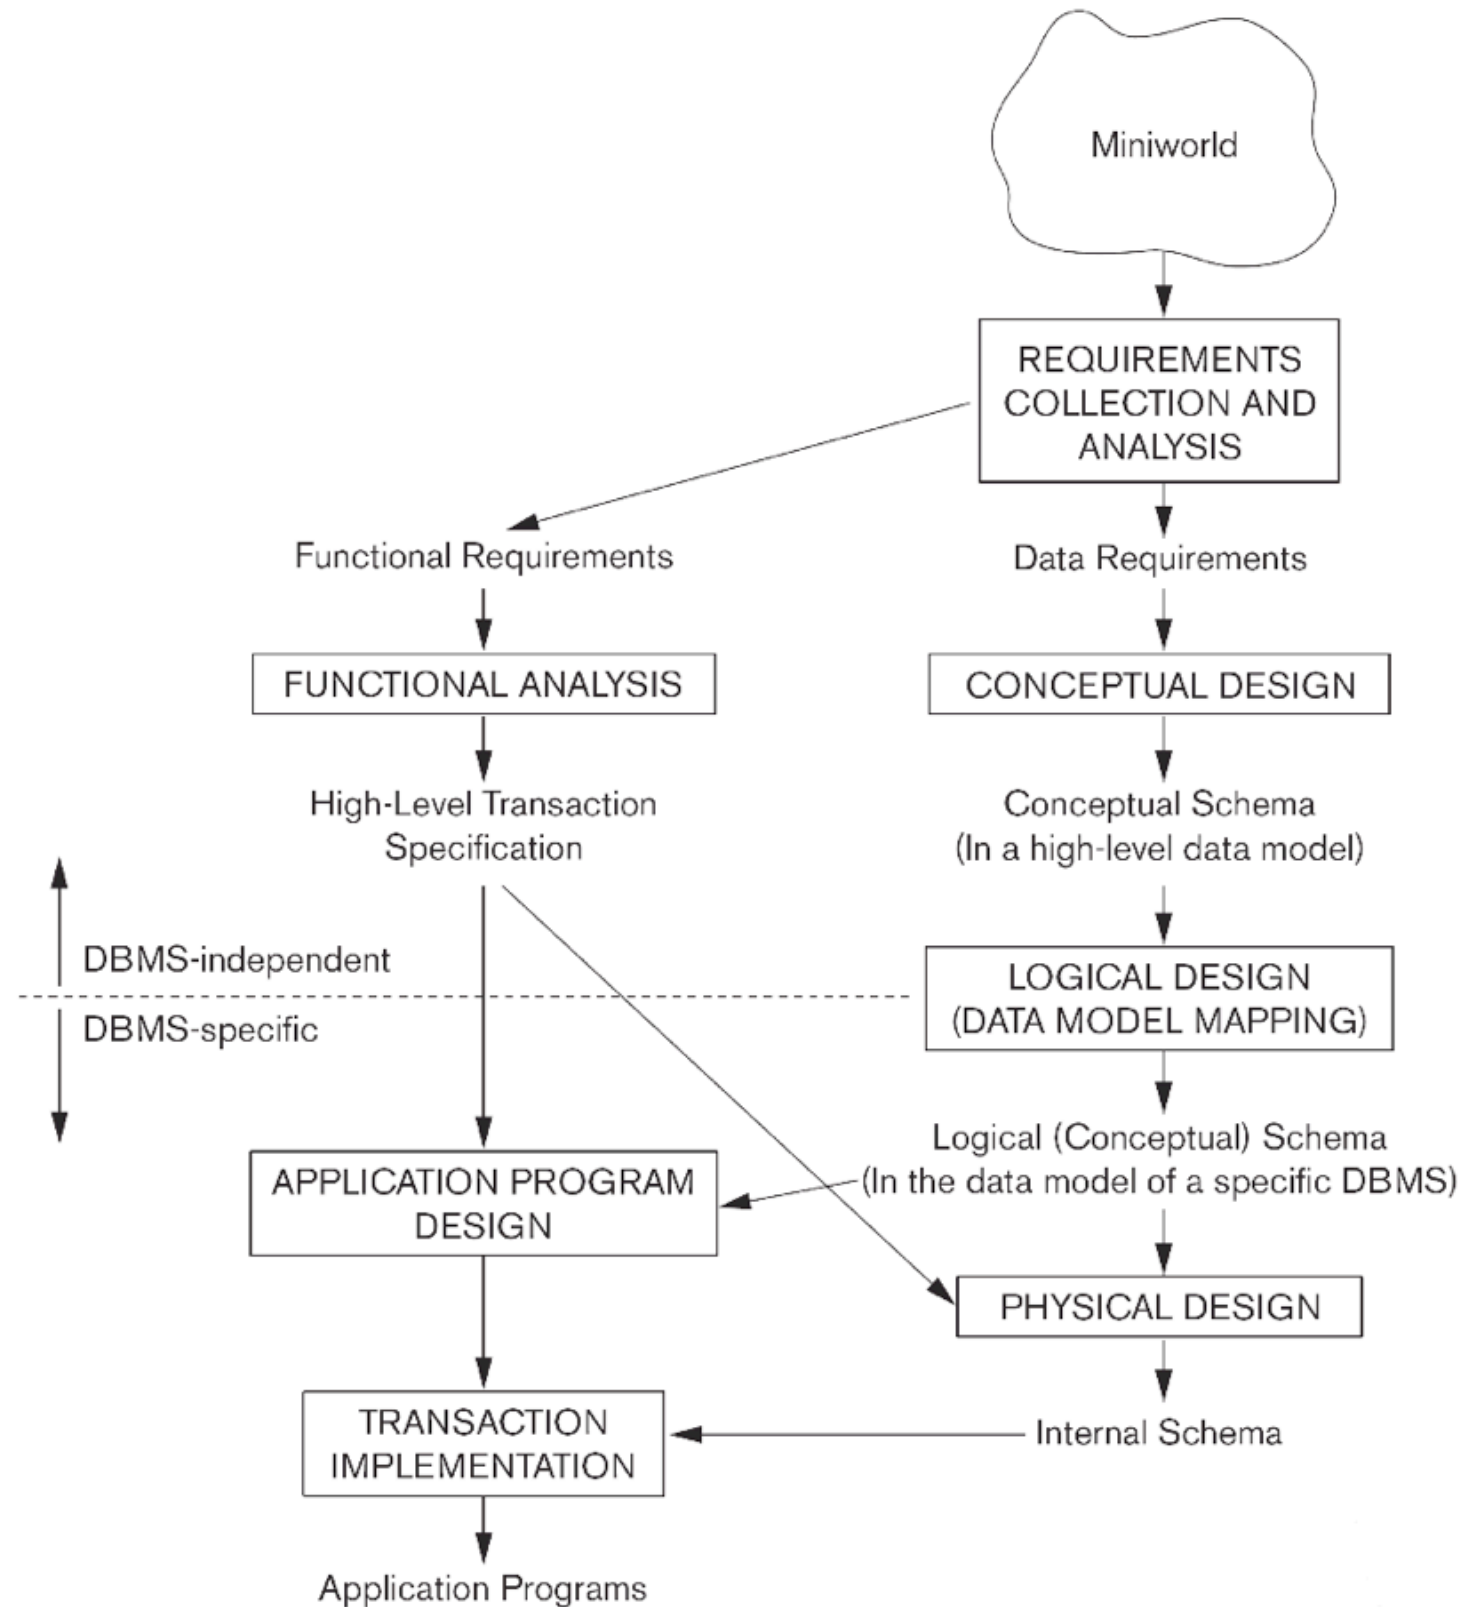 Miniworld
REQUIREMENTS
COLLECTION AND
ANALYSIS
Functional Requirements
Data Requirements
FUNCTIONAL ANALYSIS
CONCEPTUAL DESIGN
High-Level Transaction
Specification
Conceptual Schema
(In a high-level data model)
DBMS-independent
DBMS-specific
LOGICAL DESIGN
(DATA MODEL MAPPING)
Logical (Conceptual) Schema
(In the data model of a specific DBMS)
APPLICATION PROGRAM
DESIGN
PHYSICAL DESIGN
TRANSACTION
IMPLEMENTATION
Internal Schema
Application Programs